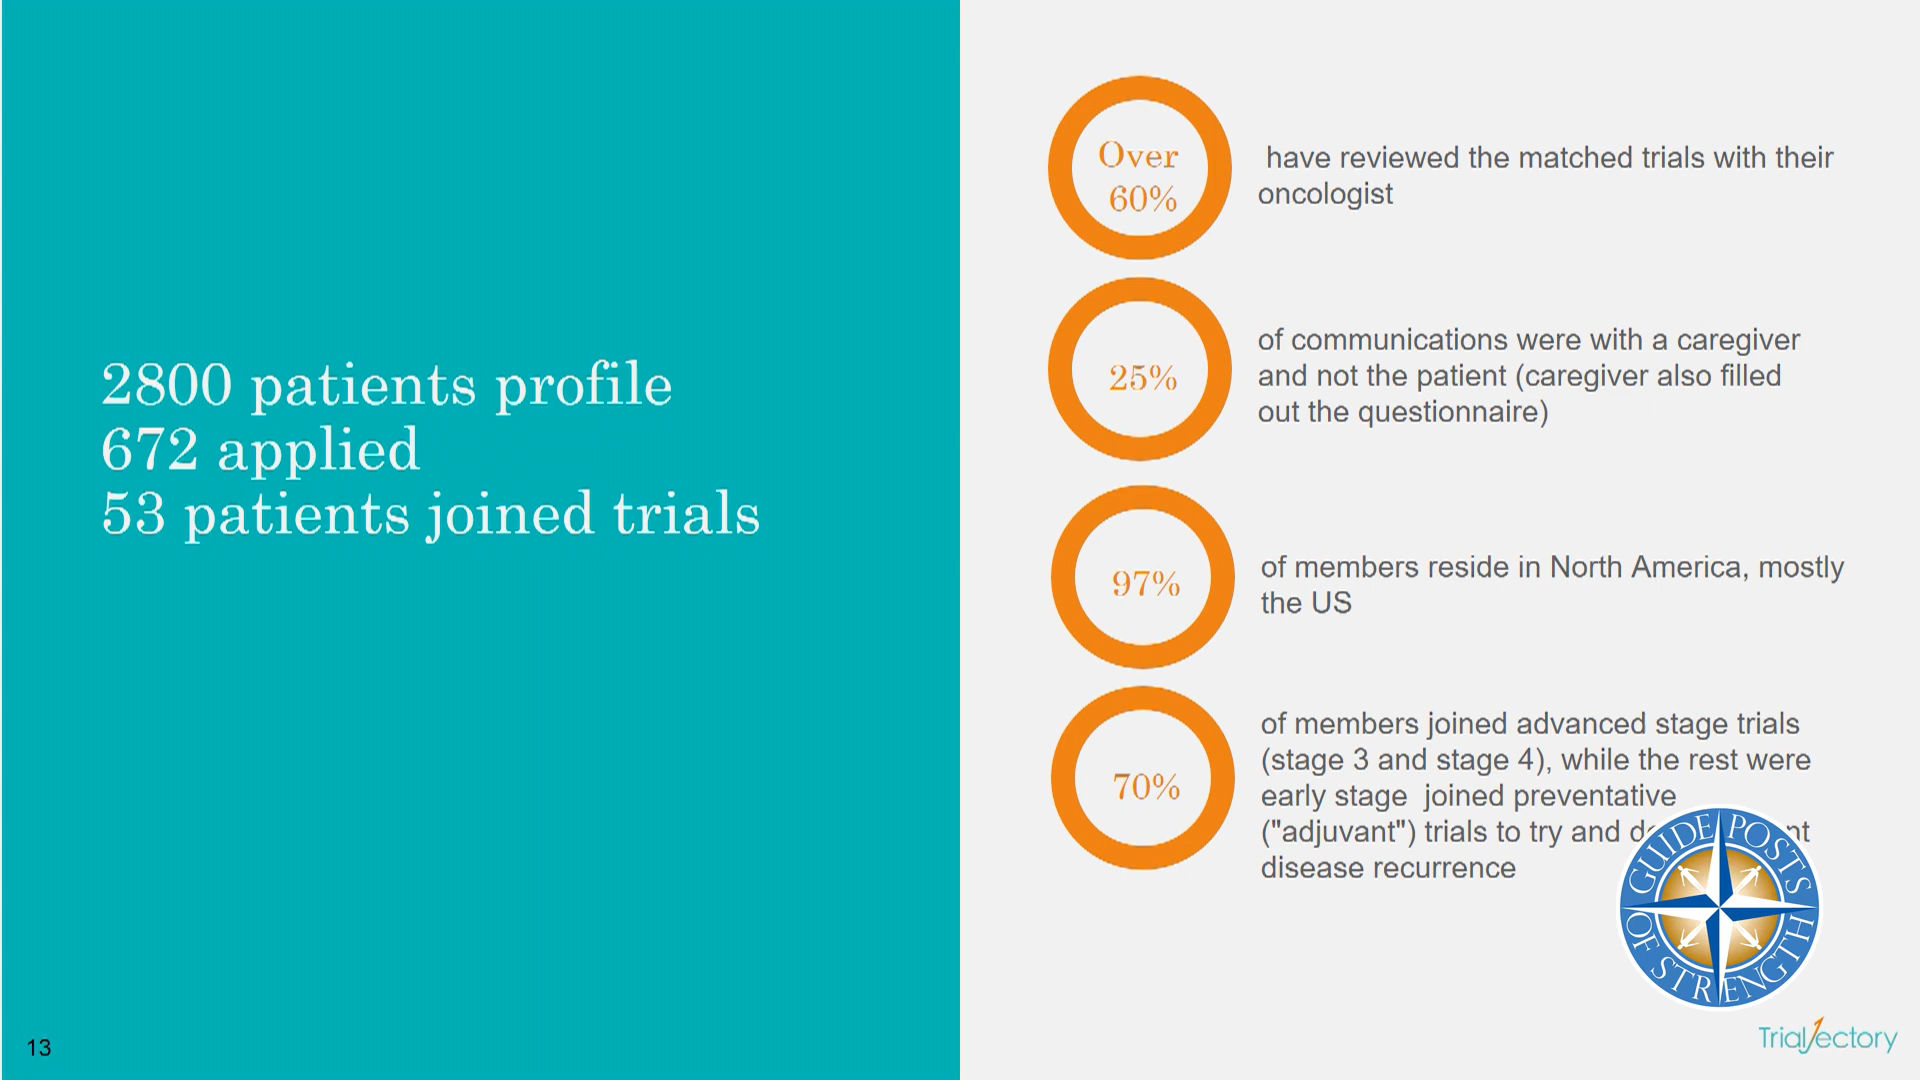 2800 patients profile
672 applied
53 patients joined trials
13
Over
60%
have reviewed the matched trials with their
oncologist
25%
of communications were with a caregiver
and not the patient (caregiver also filled
out the questionnaire)
97%
of members reside in North America, mostly
the US
70%
of members joined advanced stage trials
(stage 3 and stage 4), while the rest were
early stage joined preventative
("adjuvant") trials to try and
disease recurrence
GUIDE POSTS
OF STRENGTH
Trialjectory